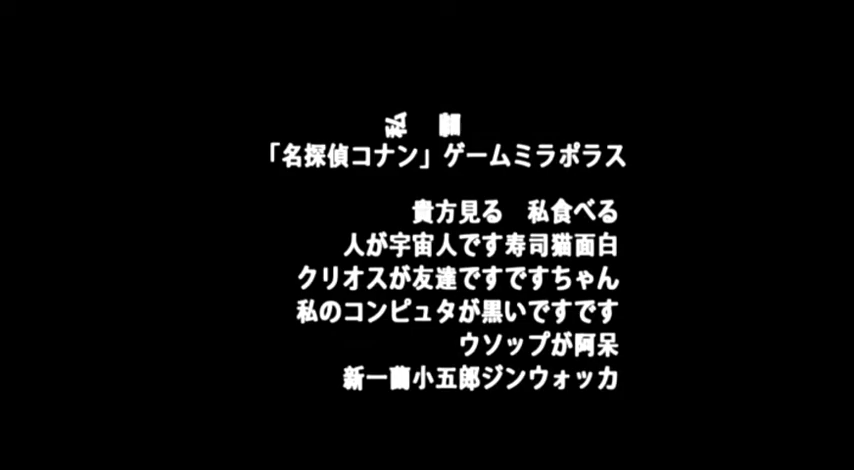 私
「名探偵コナン」ゲームミラポラス
貴方見る　私食べる
人が宇宙人です寿司猫面白
クリオスが友達ですですちゃん
私のコンピュタが黒いですです
ウソップが阿呆
新一蘭小五郎ジンウォッカ